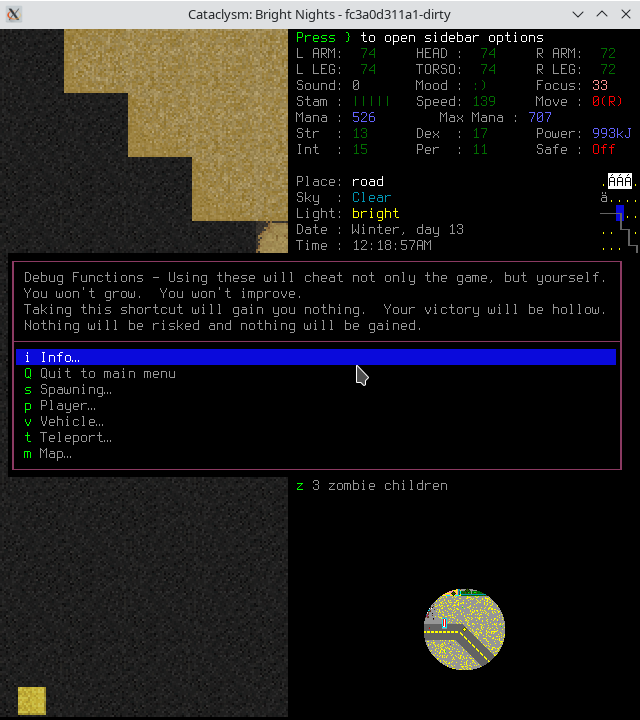 Cataclysm: Bright Nights - fc3a0d311a1-dirty
Press } to open sidebar options
L ARM: 74 HEAD : 74 R ARM: 72
L LEG: 74 TORSO: 74 R LEG: 72
Sound: 0 Mood : :) Focus: 33
Stam : ||||| Speed: 139 Move : 0(R)
Mana : 526 Max Mana : 707
Str : 13 Dex : 17 Power: 993kJ
Int : 15 Per : 11 Safe : Off
Place: road
Sky : Clear
Light: bright
Date : Winter, day 13
Time : 12:18:57AM
Debug Functions - Using these will cheat not only the game, but yourself.
You won't grow. You won't improve.
Taking this shortcut will gain you nothing. Your victory will be hollow.
Nothing will be risked and nothing will be gained.
i Info…
Q Quit to main menu
s Spawning…
p Player…
v Vehicle…
t Teleport…
m Map…
z 3 zombie children